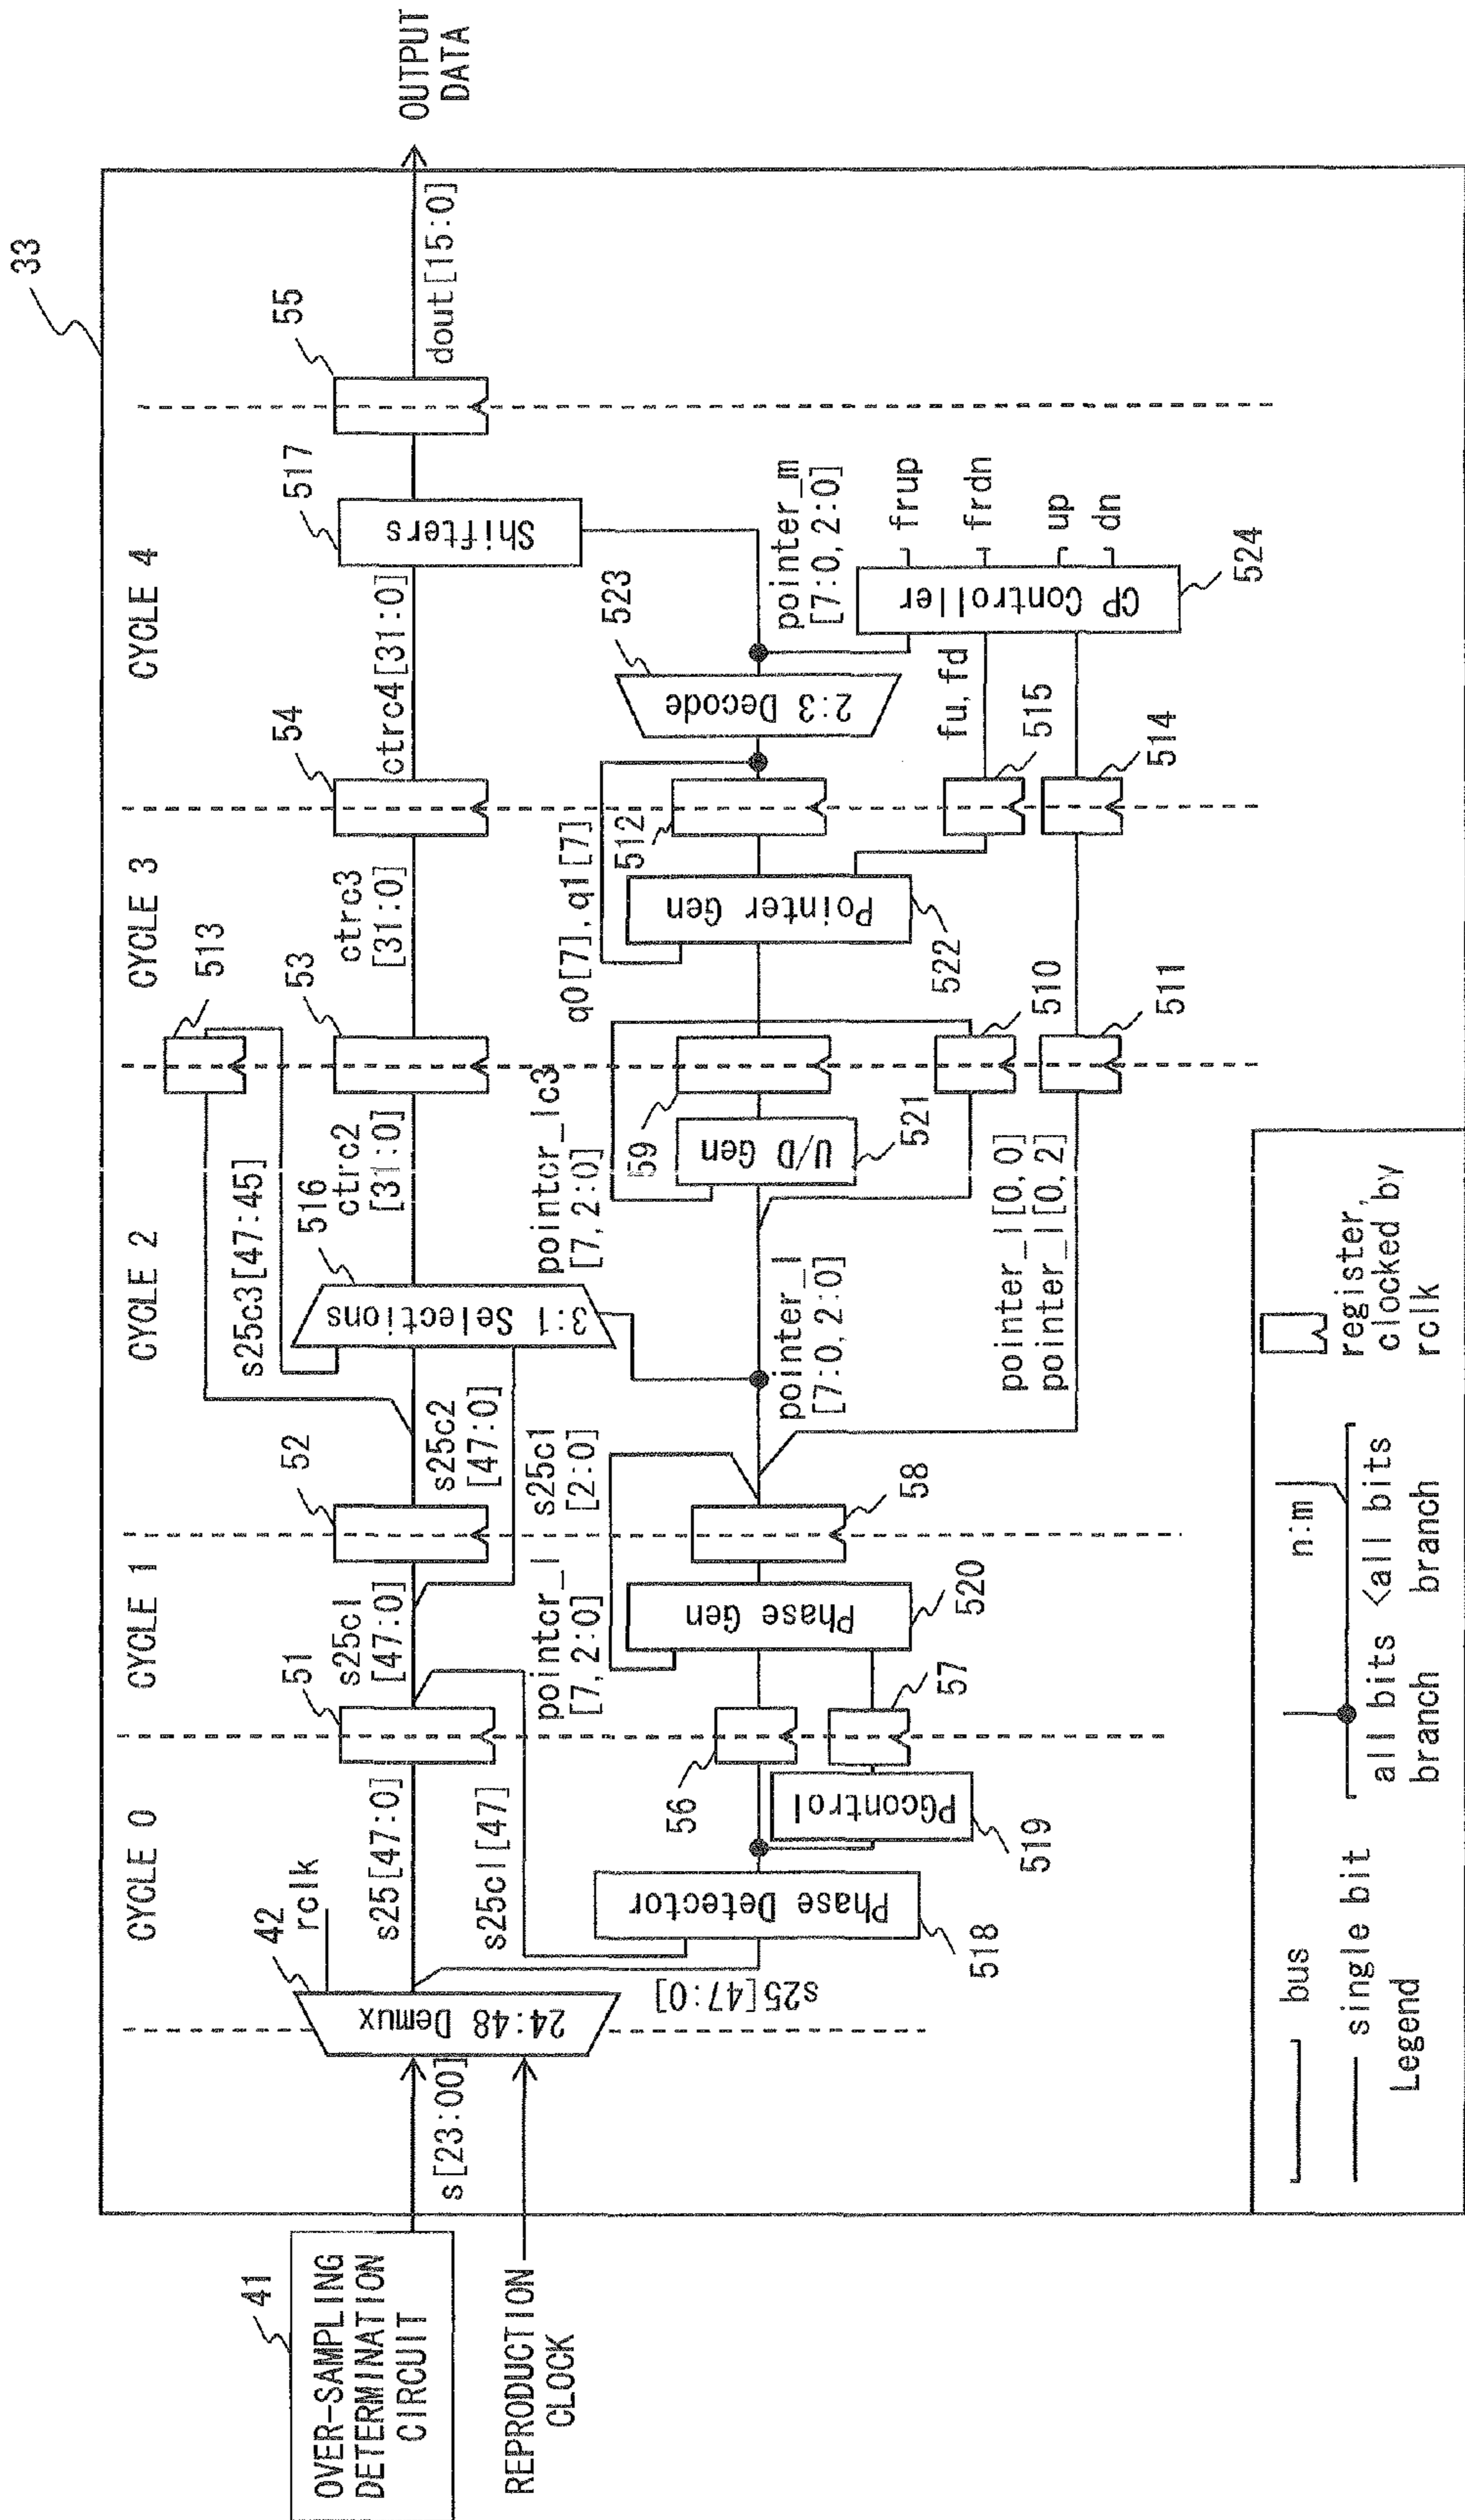 33
OVER-SAMPLING
DETERMINATION
CIRCUIT
41
REPRODUCTION
CLOCK
s[23:00]
24:48 Demux
42
rclk
CYCLE 0
CYCLE 1
CYCLE 2
CYCLE 3
CYCLE 4
s25[47:0]
51
s25c1
[47:0]
52
s25c2
[47:0]
s25c3[47:45]
516
3:1 Selections
ctrc2
[31:0]
513
53
ctrc3
[31:0]
54
ctrc4[31:0]
517
Shifters
55
dout[15:0]
OUTPUT
DATA
s25c1[47]
s25[47:0]
s25c1
[2:0]
Phase Detector
518
PGcontrol
519
56
57
pointer_l
[7,2:0]
Phase Gen
520
58
pointer_l
[7:0,2:0]
pointer_lc3
[7,2:0]
U/D Gen
521
59
510
511
pointer_l[0,0]
pointer_l[0,2]
q0[7],q1[7]
Pointer Gen
522
512
2:3 Decode
523
pointer_m
[7:0,2:0]
fu,fd
515
514
CP Controller
524
frup
frdn
up
dn
bus
single bit
Legend
all bits
branch
n:m
<all bits
branch
register,
clocked by
rclk